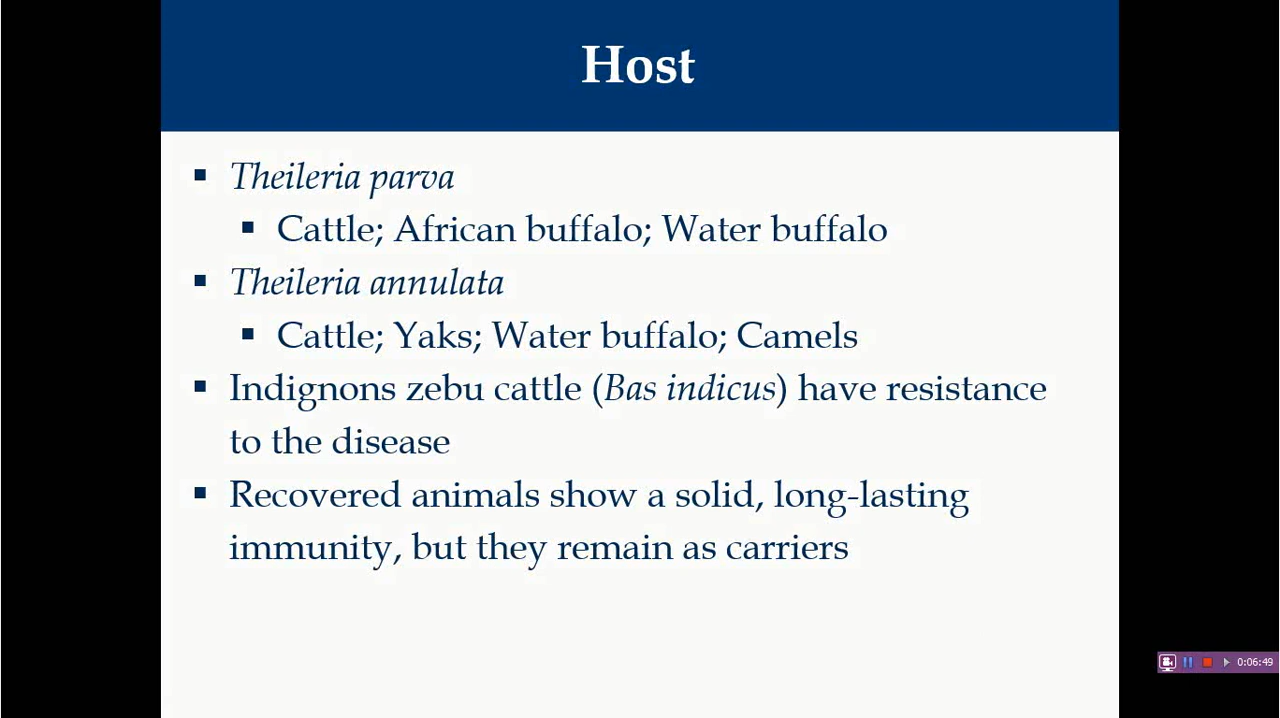 Host
▪ Theileria parva
▪ Cattle; African buffalo; Water buffalo
▪ Theileria annulata
▪ Cattle; Yaks; Water buffalo; Camels
▪ Indignons zebu cattle (Bas indicus) have resistance
to the disease
▪ Recovered animals show a solid, long-lasting
immunity, but they remain as carriers
0:06:49